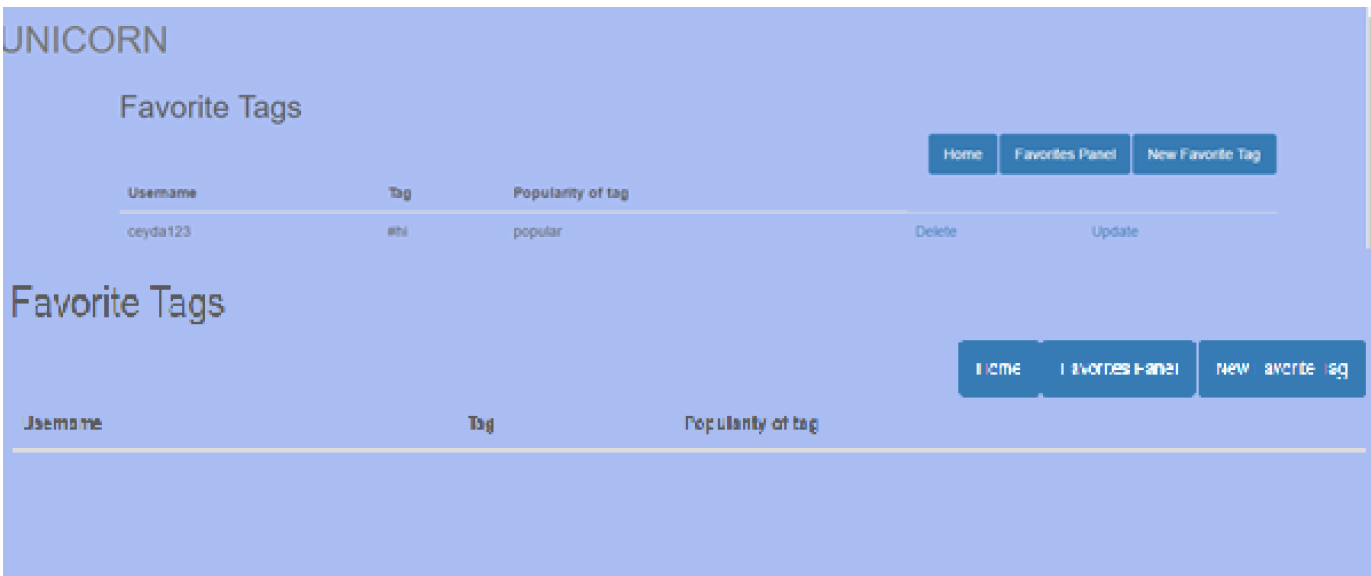 UNICORN
Favorite Tags
Home Favorites Panel New Favorite Tag
Username Tag Popularity of tag
ceyda123 #hi popular Delete Update
Favorite Tags
Home Favorites Panel New Favorite Tag
Username Tag Popularity of tag